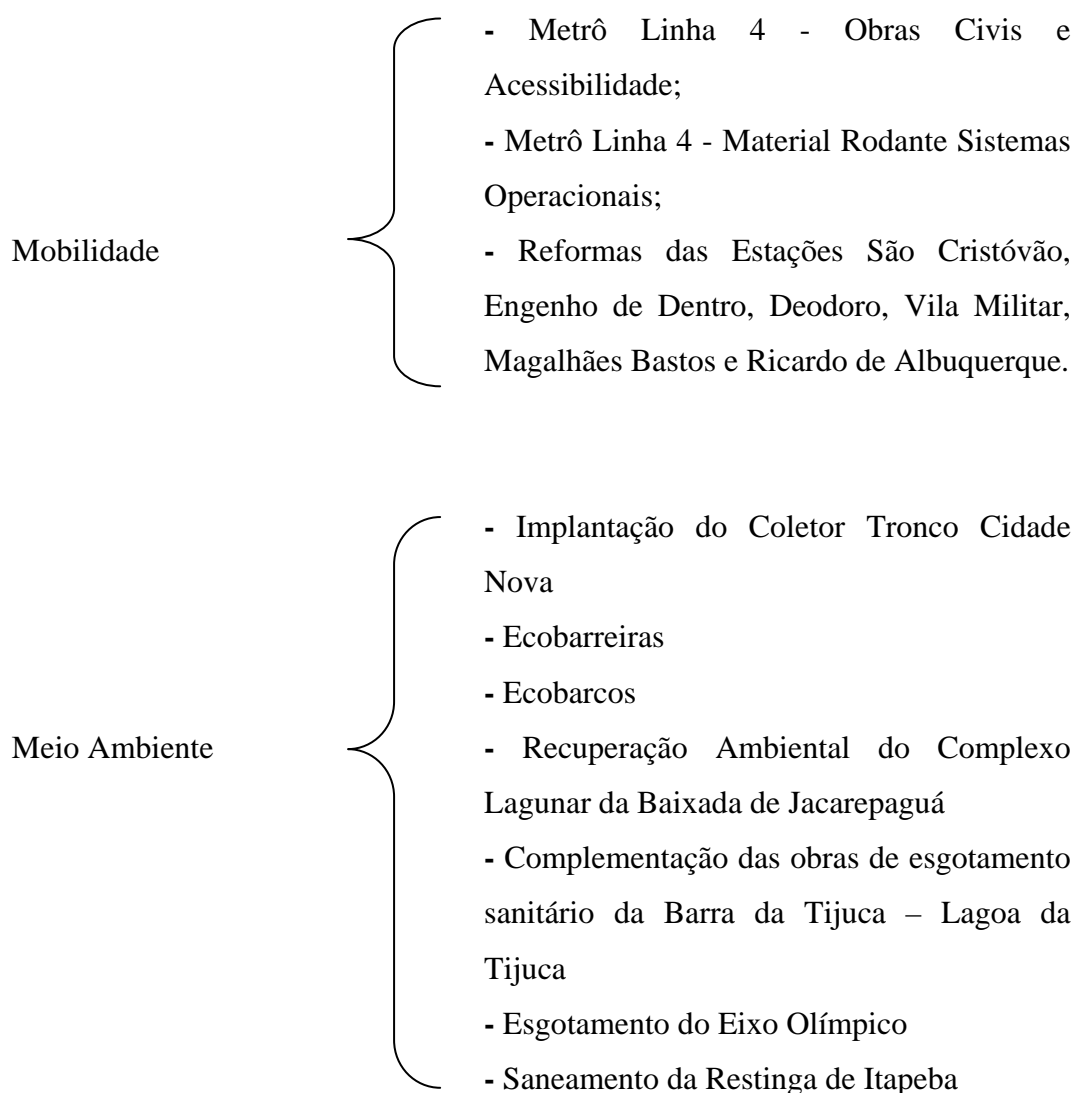 - Metrô Linha 4 - Obras Civis e
Acessibilidade;
- Metrô Linha 4 - Material Rodante Sistemas
Operacionais;
Mobilidade
- Reformas das Estações São Cristóvão,
Engenho de Dentro, Deodoro, Vila Militar,
Magalhães Bastos e Ricardo de Albuquerque.
- Implantação do Coletor Tronco Cidade
Nova
- Ecobarreiras
- Ecobarcos
Meio Ambiente
- Recuperação Ambiental do Complexo
Lagunar da Baixada de Jacarepaguá
- Complementação das obras de esgotamento
sanitário da Barra da Tijuca – Lagoa da
Tijuca
- Esgotamento do Eixo Olímpico
- Saneamento da Restinga de Itapeba